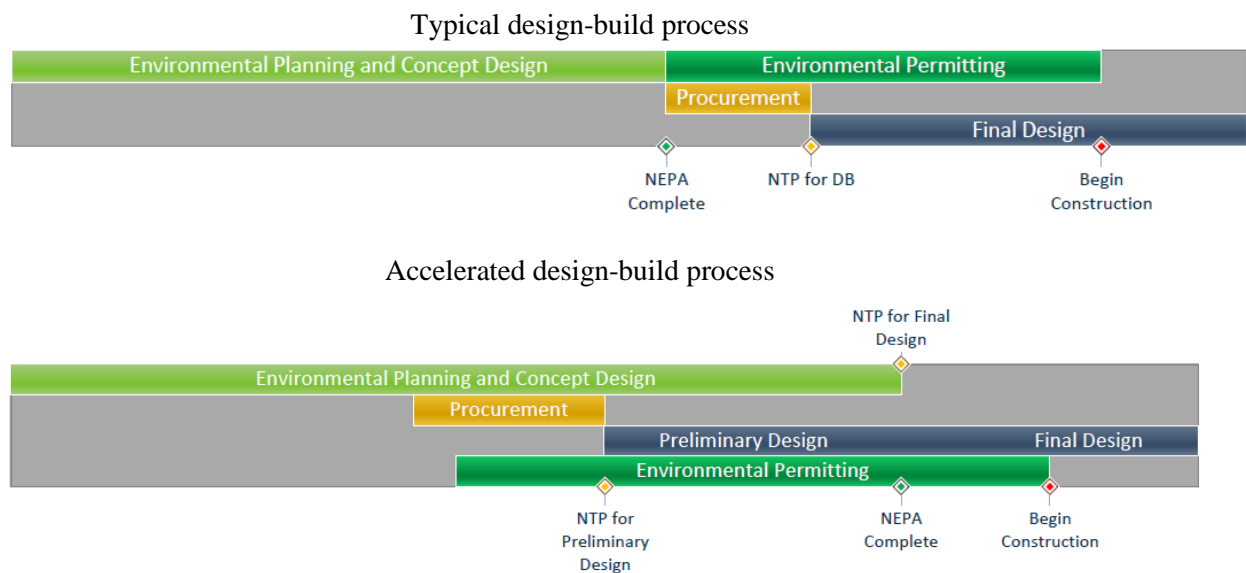 Typical design-build process
Environmental Planning and Concept Design
Environmental Permitting
Procurement
Final Design
NEPA
Complete
NTP for DB
Begin
Construction
Accelerated design-build process
NTP for Final
Design
Environmental Planning and Concept Design
Procurement
Preliminary Design
Final Design
Environmental Permitting
NTP for
Preliminary
Design
NEPA
Complete
Begin
Construction